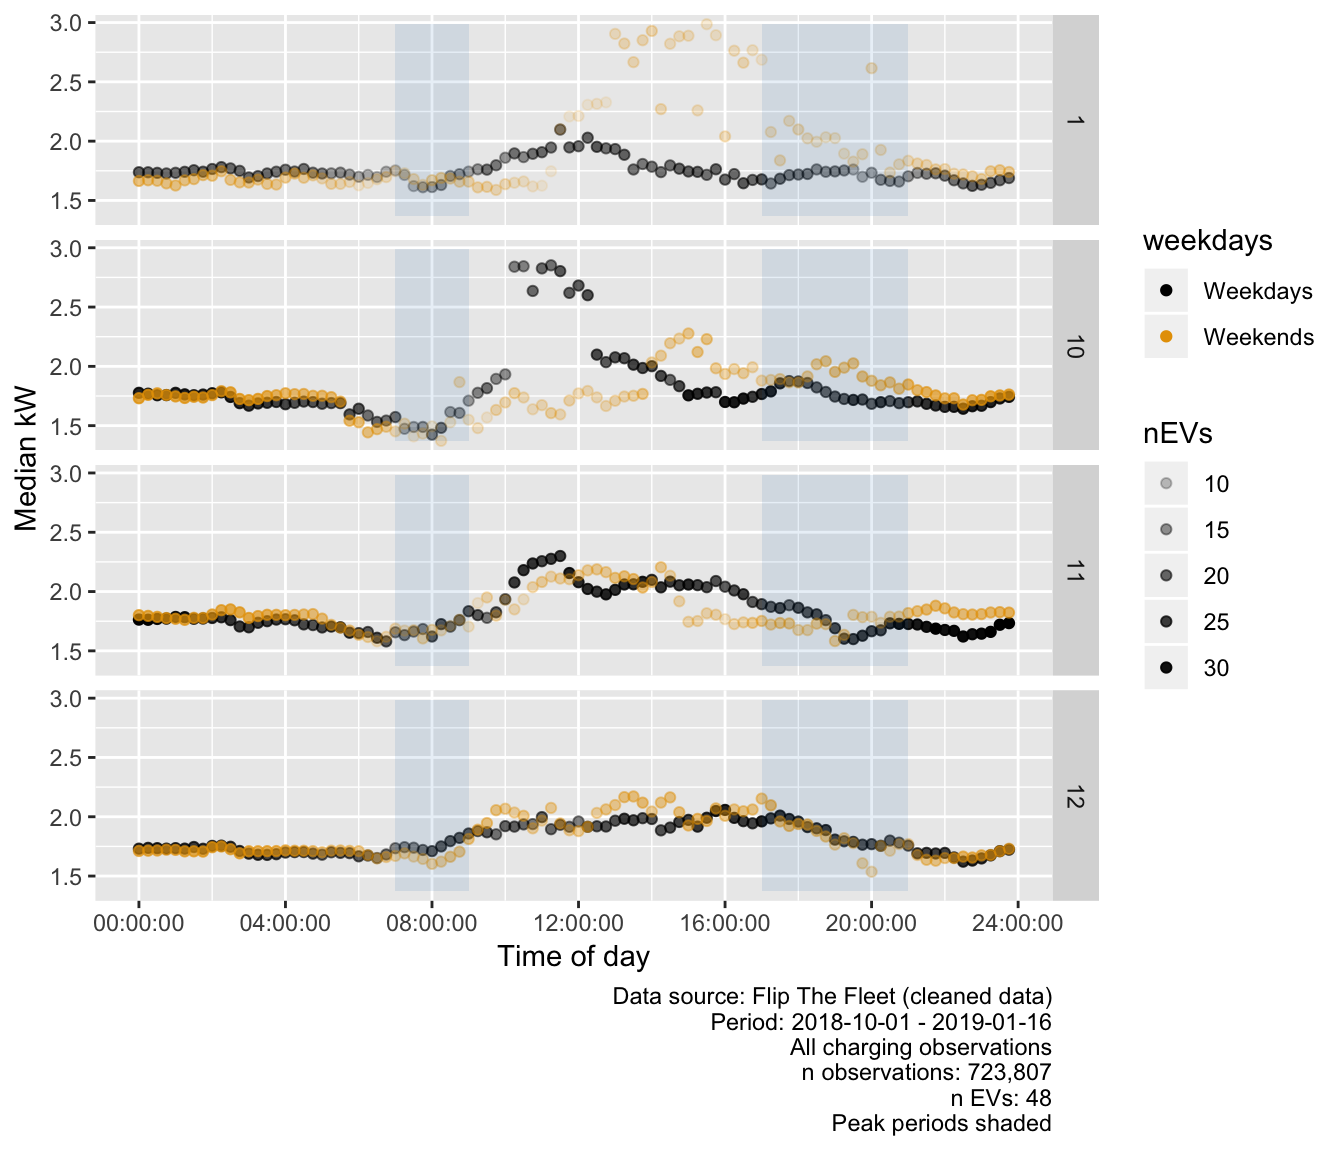 3.0
2.5
2.0
1.5
1
3.0
2.5
2.0
1.5
10
3.0
2.5
2.0
1.5
11
3.0
2.5
2.0
1.5
12
Median kW
00:00:00 04:00:00 08:00:00 12:00:00 16:00:00 20:00:00 24:00:00
Time of day
weekdays
Weekdays
Weekends
nEVs
10
15
20
25
30
Data source: Flip The Fleet (cleaned data)
Period: 2018-10-01 - 2019-01-16
All charging observations
n observations: 723,807
n EVs: 48
Peak periods shaded